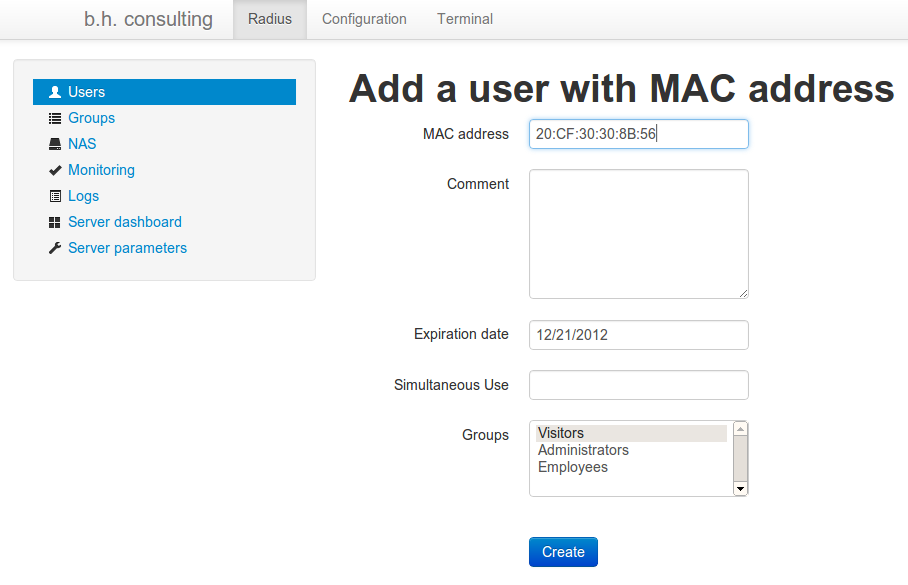 b.h. consulting Radius Configuration Terminal
Users
Groups
NAS
Monitoring
Logs
Server dashboard
Server parameters
Add a user with MAC address
MAC address 20:CF:30:30:8B:56
Comment
Expiration date 12/21/2012
Simultaneous Use
Groups Visitors
Administrators
Employees
Create